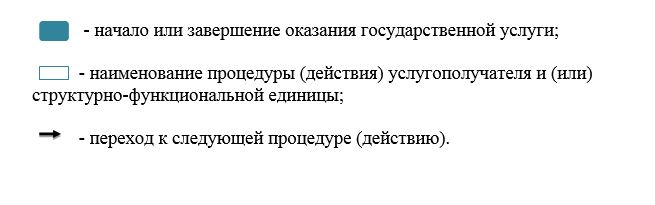 - начало или завершение оказания государственной услуги;
- наименование процедуры (действия) услугополучателя и (или)
структурно-функциональной единицы;
- переход к следующей процедуре (действию).